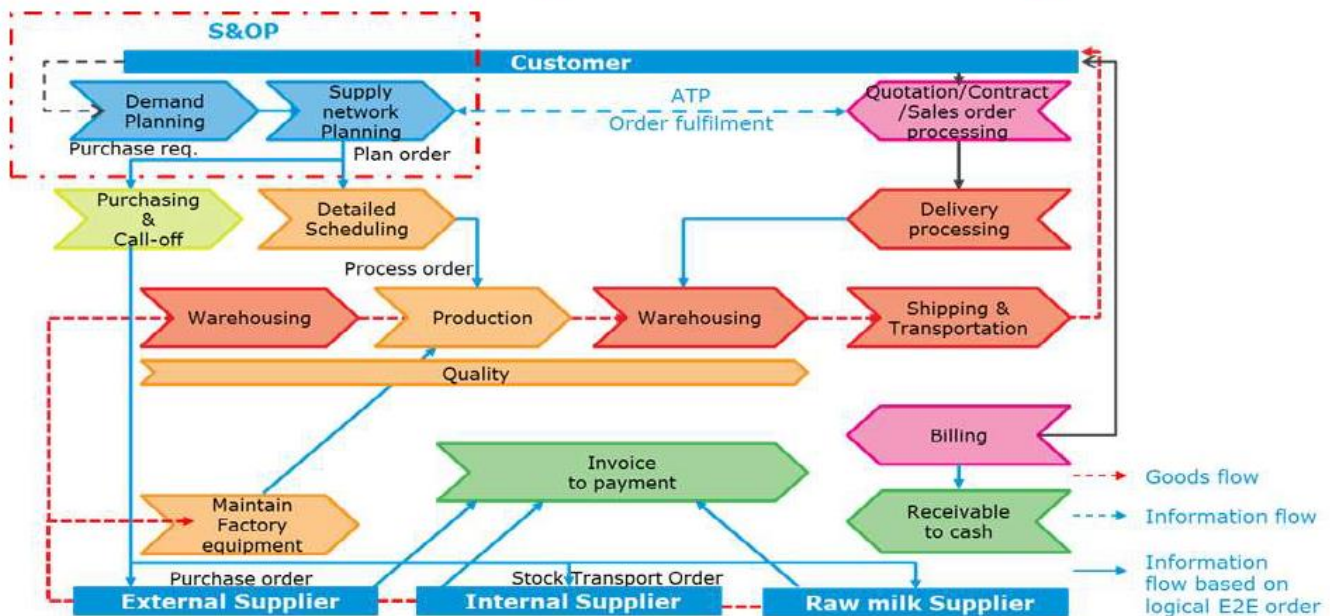 S&OP
Customer
Demand
Planning
Supply
network
Planning
ATP
Order fulfilment
Quotation/Contract
/Sales order
processing
Purchase req.
Plan order
Purchasing
&
Call-off
Detailed
Scheduling
Delivery
processing
Process order
Warehousing
Production
Warehousing
Shipping &
Transportation
Quality
Billing
Invoice
to payment
Goods flow
Maintain
Factory
equipment
Receivable
to cash
Information flow
Purchase order
Stock Transport Order
Information
flow based on
logical E2E order
External Supplier
Internal Supplier
Raw milk Supplier